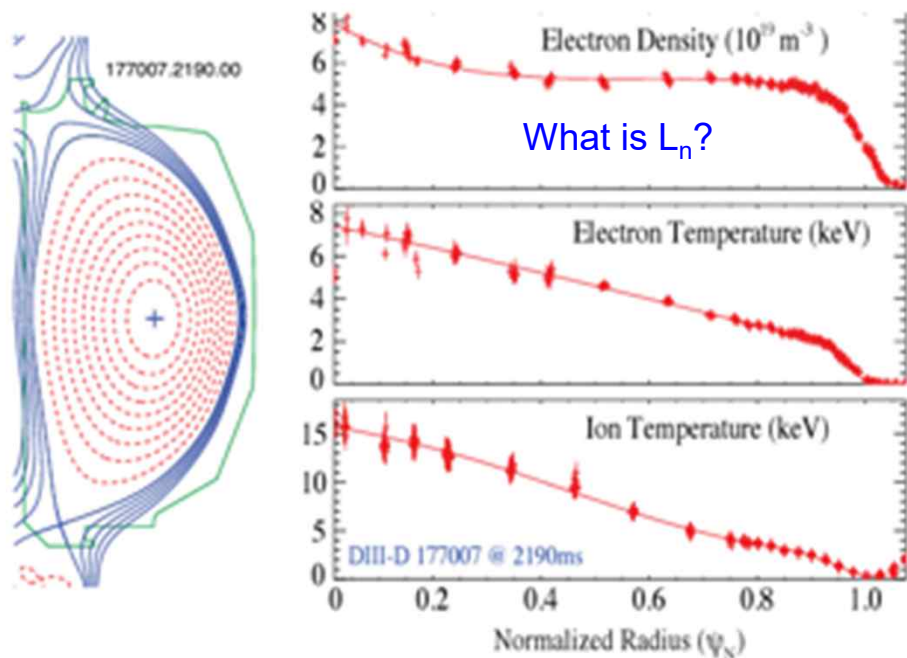 177007.2190.00
8
6
4
2
0
Electron Density (10¹⁹ m⁻³)
What is Lₙ?
8
6
4
2
0
Electron Temperature (keV)
15
10
5
0
Ion Temperature (keV)
DIII-D 177007 @ 2190ms
0 0.2 0.4 0.6 0.8 1.0
Normalized Radius (ψ_N)